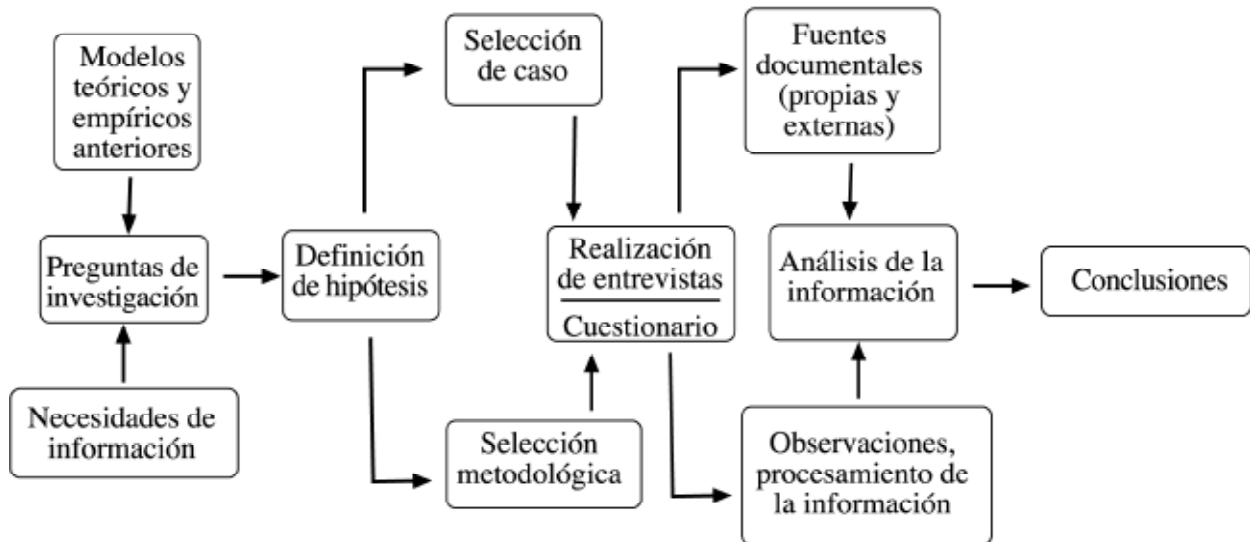 Modelos
teóricos y
empíricos
anteriores
Preguntas de
investigación
Necesidades de
información
Definición
de hipótesis
Selección
de caso
Selección
metodológica
Realización
de entrevistas
Cuestionario
Fuentes
documentales
(propias y
externas)
Análisis de la
información
Observaciones,
procesamiento de
la información
Conclusiones